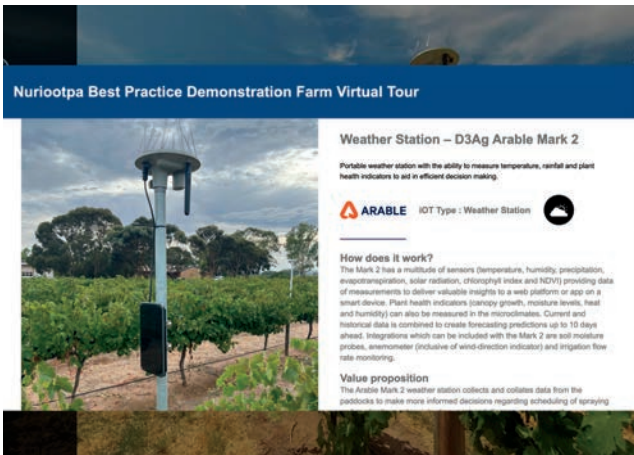 Nuriootpa Best Practice Demonstration Farm Virtual Tour
Weather Station – D3Ag Arable Mark 2
Portable weather station with the ability to measure temperature, rainfall and plant
health indicators to aid in efficient decision making.
ARABLE iOT Type : Weather Station
How does it work?
The Mark 2 has a multitude of sensors (temperature, humidity, precipitation,
evapotranspiration, solar radiation, chlorophyll index and NDVI) providing data
of measurements to deliver valuable insights to a web platform or app on a
smart device. Plant health indicators (canopy growth, moisture levels, heat
and humidity) can also be measured in the microclimates. Current and
historical data is combined to create forecasting predictions up to 10 days
ahead. Integrations which can be included with the Mark 2 are soil moisture
probes, anemometer (inclusive of wind-direction indicator) and irrigation flow
rate monitoring.
Value proposition
The Arable Mark 2 weather station collects and collates data from the
paddocks to make more informed decisions regarding scheduling of spraying